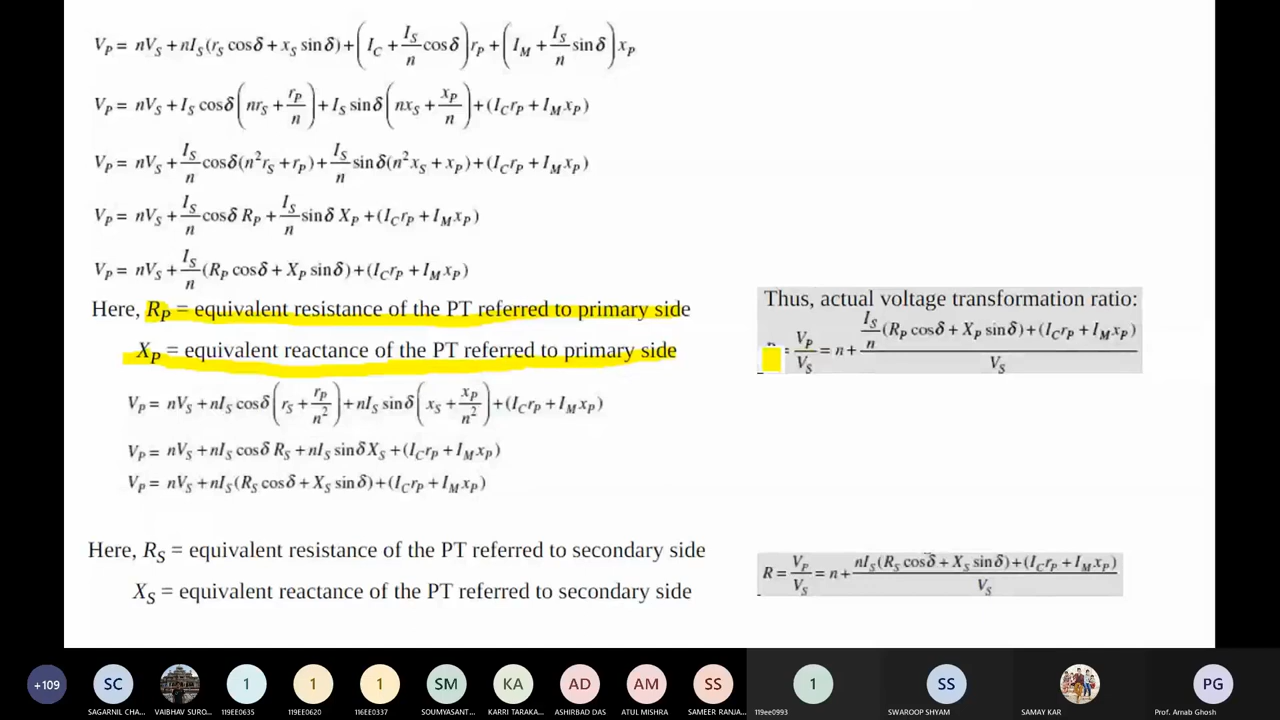 V_P = nV_S + nI_S(r_S cosδ + x_S sinδ) + (I_C + I_S/n cosδ) r_P + (I_M + I_S/n sinδ) x_P
V_P = nV_S + I_S cosδ(nr_S + r_P/n) + I_S sinδ(nx_S + x_P/n) + (I_C r_P + I_M x_P)
V_P = nV_S + I_S/n cosδ(n²r_S + r_P) + I_S/n sinδ(n²x_S + x_P) + (I_C r_P + I_M x_P)
V_P = nV_S + I_S/n cosδ R_P + I_S/n sinδ X_P + (I_C r_P + I_M x_P)
V_P = nV_S + I_S/n (R_P cosδ + X_P sinδ) + (I_C r_P + I_M x_P)
Here, R_P = equivalent resistance of the PT referred to primary side
X_P = equivalent reactance of the PT referred to primary side
Thus, actual voltage transformation ratio:
= V_P/V_S = n + (I_S/n (R_P cosδ + X_P sinδ) + (I_C r_P + I_M x_P))/V_S
V_P = nV_S + nI_S cosδ(r_S + r_P/n²) + nI_S sinδ(x_S + x_P/n²) + (I_C r_P + I_M x_P)
V_P = nV_S + nI_S cosδ R_S + nI_S sinδ X_S + (I_C r_P + I_M x_P)
V_P = nV_S + nI_S(R_S cosδ + X_S sinδ) + (I_C r_P + I_M x_P)
Here, R_S = equivalent resistance of the PT referred to secondary side
X_S = equivalent reactance of the PT referred to secondary side
R = V_P/V_S = n + (nI_S(R_S cosδ + X_S sinδ) + (I_C r_P + I_M x_P))/V_S
+109 SC 1 1 1 SM KA AD AM SS 1 SS PG
SAGARNIL CHA... VAIBHAV SURO... 119EE0635 119EE0620 116EE0337 SOUMYASANT... KARRI TARAKA... ASHIRBAD DAS ATUL MISHRA SAMEER RANJA... 119ee0993 SWAROOP SHYAM SAMAY KAR Prof. Arnab Ghosh